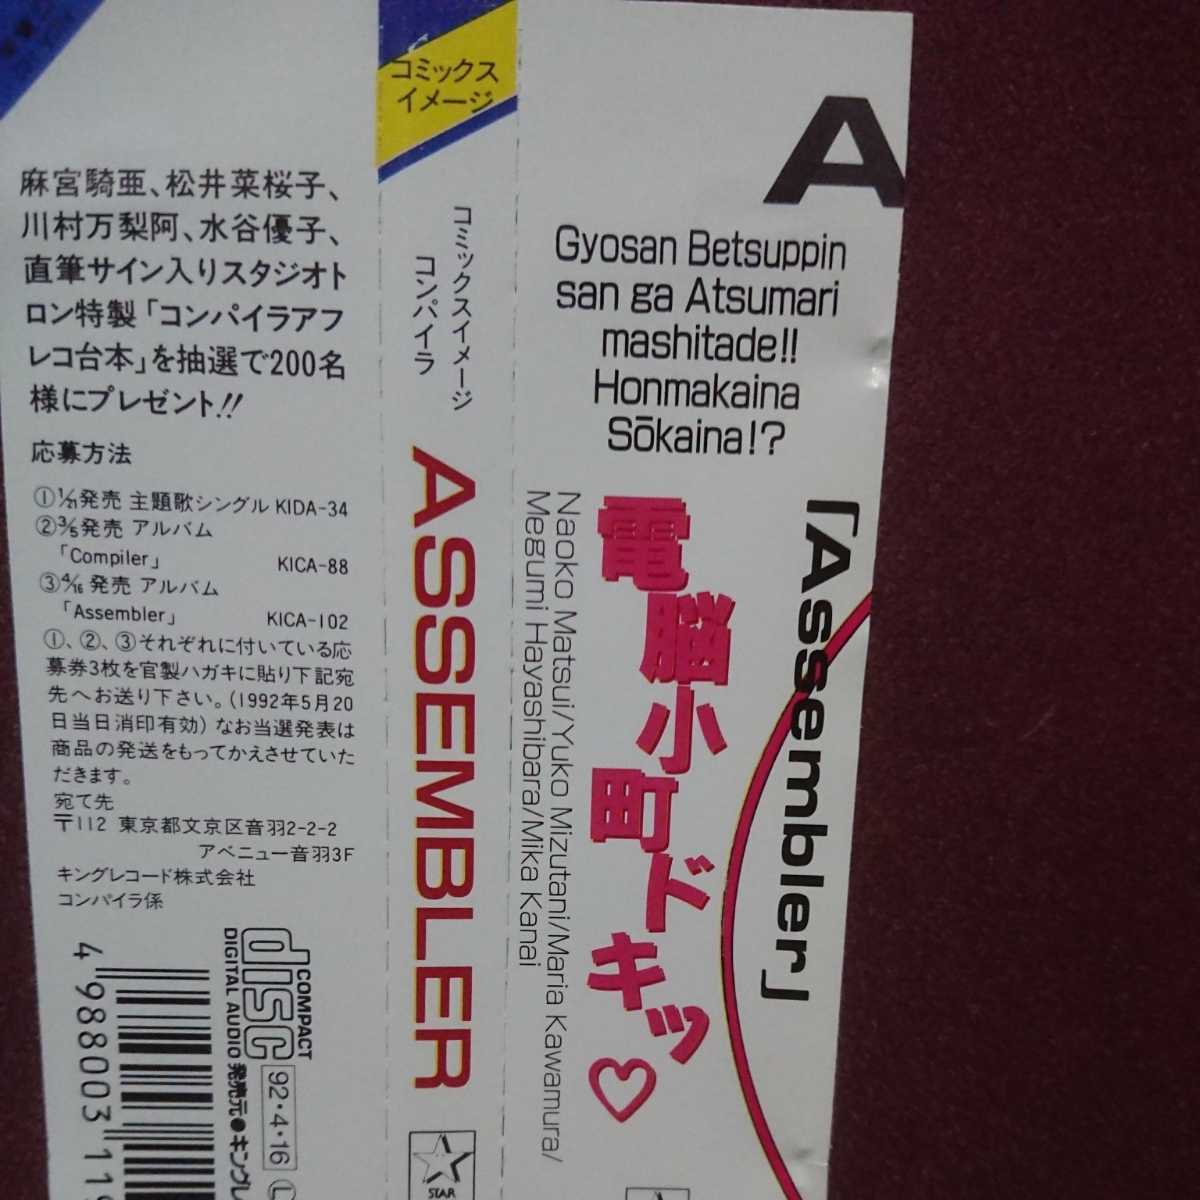 麻宮騎亜、松井菜桜子、
川村万梨阿、水谷優子、
直筆サイン入りスタジオト
ロン特製「コンパイラアフ
レコ台本」を抽選で200名
様にプレゼント!!
応募方法
①1/21発売 主題歌シングル KIDA-34
②3/5発売 アルバム
「Compiler」 KICA-88
③4/16発売 アルバム
「Assembler」 KICA-102
①、②、③それぞれに付いている応
募券3枚を官製ハガキに貼り下記宛
先へお送り下さい。(1992年5月20
日当日消印有効)なお当選発表は
商品の発送をもってかえさせていた
だきます。
宛て先
〒112 東京都文京区音羽2-2-2
アベニュー音羽3F
キングレコード株式会社
コンパイラ係
4 988003 11
COMPACT
disc
DIGITAL AUDIO
発売元●キングレ
92・4・16
コミックス
イメージ
コミックスイメージ
コンパイラ
ASSEMBLER
STAR
A
Gyosan Betsuppin
san ga Atsumari
mashitade!!
Honmakaina
Sōkaina!?
「Assembler」
電脳小町ドキッ♡
Naoko Matsui/Yuko Mizutani/Maria Kawamura/
Megumi Hayashibara/Mika Kanai